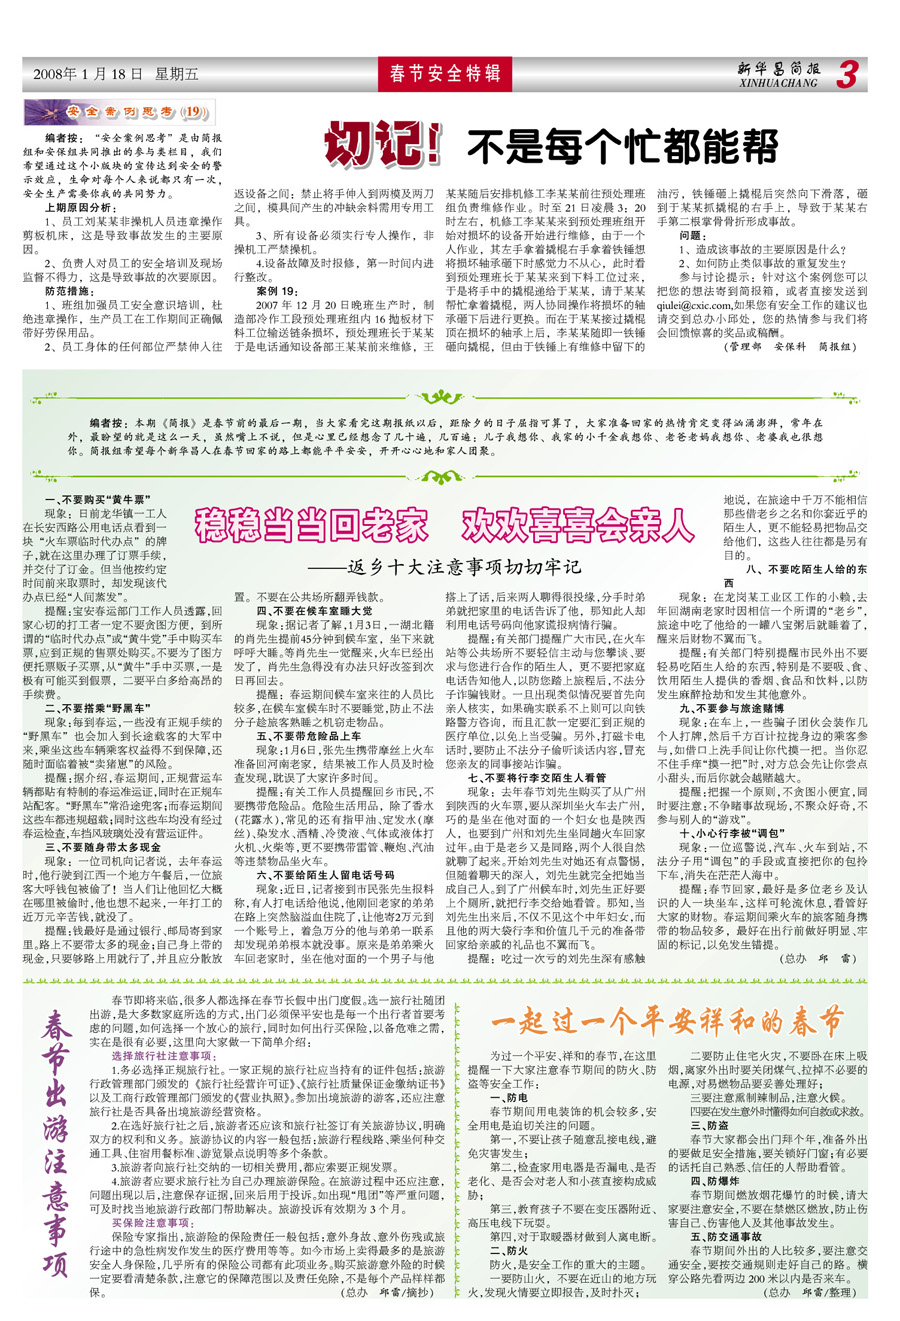 2008年 1 月 18 日 星期五
春节安全特辑
新华昌简报
XINHUACHANG
3
安全案例思考(19)
切记！不是每个忙都能帮
编者按：“安全案例思考”是由简报
组和安保组共同推出的参与类栏目，我们
希望通过这个小版块的宣传达到安全的警
示效应，生命对每个人来说都只有一次，
安全生产需要你我的共同努力。
上期原因分析：
1、员工刘某某非操机人员违章操作
剪板机床，这是导致事故发生的主要原
因。
2、负责人对员工的安全培训及现场
监督不得力，这是导致事故的次要原因。
防范措施：
1、班组加强员工安全意识培训，杜
绝违章操作，生产员工在工作期间正确佩
带好劳保用品。
2、员工身体的任何部位严禁伸入往
返设备之间；禁止将手伸入到两模及两刀
之间，模具间产生的冲缺余料需用专用工
具。
3、所有设备必须实行专人操作，非
操机工严禁操机。
4.设备故障及时报修，第一时间内进
行整改。
案例 19：
2007 年 12 月 20 日晚班生产时，制
造部冷作工段预处理班组内 16 抛板材下
料工位输送链条损坏，预处理班长于某某
于是电话通知设备部王某某前来维修，王
某某随后安排机修工李某某前往预处理班
组负责维修作业。时至 21 日凌晨 3：20
时左右，机修工李某某来到预处理班组开
始对损坏的设备开始进行维修，由于一个
人作业，其左手拿着撬棍右手拿着铁锤想
将损坏轴承砸下时感觉力不从心，此时看
到预处理班长于某某来到下料工位过来，
于是将手中的撬棍递给于某某，请于某某
帮忙拿着撬棍，两人协同操作将损坏的轴
承砸下后进行更换。而在于某某接过撬棍
顶在损坏的轴承上后，李某某随即一铁锤
砸向撬棍，但由于铁锤上有维修中留下的
油污，铁锤砸上撬棍后突然向下滑落，砸
到于某某抓撬棍的右手上，导致于某某右
手第二根掌骨骨折形成事故。
问题：
1、造成该事故的主要原因是什么？
2、如何防止类似事故的重复发生？
参与讨论提示：针对这个案例您可以
把您的想法寄到简报箱，或者直接发送到
qiulei@cxic.com,如果您有安全工作的建议也
请交到总办小邱处，您的热情参与我们将
会回馈惊喜的奖品或稿酬。
(管理部 安保科 简报组)
编者按：本期《简报》是春节前的最后一期，当大家看完这期报纸以后，距除夕的日子屈指可算了，大家准备回家的热情肯定变得汹涌澎湃，常年在
外，最盼望的就是这么一天，虽然嘴上不说，但是心里已经想念了几十遍，几百遍：儿子我想你、我家的小千金我想你、老爸老妈我想你、老婆我也很想
你。简报组希望每个新华昌人在春节回家的路上都能平平安安，开开心心地和家人团聚。
稳稳当当回老家 欢欢喜喜会亲人
——返乡十大注意事项切切牢记
一、不要购买“黄牛票”
现象：日前龙华镇一工人
在长安西路公用电话点看到一
块 “火车票临时代办点” 的牌
子,就在这里办理了订票手续,
并交付了订金。但当他按约定
时间前来取票时，却发现该代
办点已经“人间蒸发”。
提醒:宝安春运部门工作人员透露,回
家心切的打工者一定不要贪图方便，到所
谓的“临时代办点”或“黄牛党”手中购买车
票,应到正规的售票处购买。不要为了图方
便托票贩子买票,从“黄牛”手中买票,一是
极有可能买到假票，二要平白多给高昂的
手续费。
二、不要搭乘“野黑车”
现象:每到春运,一些没有正规手续的
“野黑车” 也会加入到长途载客的大军中
来,乘坐这些车辆乘客权益得不到保障,还
随时面临着被“卖猪崽”的风险。
提醒:据介绍,春运期间,正规营运车
辆都贴有特制的春运准运证,同时在正规车
站配客。“野黑车”常沿途兜客;而春运期间
这些车都违规超载;同时这些车均没有经过
春运检查,车挡风玻璃处没有营运证件。
三、不要随身带太多现金
现象：一位司机向记者说，去年春运
时,他行驶到江西一个地方午餐后,一位旅
客大呼钱包被偷了！当人们让他回忆大概
在哪里被偷时,他也想不起来,一年打工的
近万元辛苦钱,就没了。
提醒:钱最好是通过银行、邮局寄到家
里。路上不要带太多的现金;自己身上带的
现金,只要够路上用就行了,并且应分散放
置。不要在公共场所翻弄钱款。
四、不要在候车室睡大觉
现象:据记者了解,1月3日,一湖北籍
的肖先生提前45分钟到候车室，坐下来就
呼呼大睡。等肖先生一觉醒来,火车已经出
发了，肖先生急得没有办法只好改签到次
日再回去。
提醒：春运期间候车室来往的人员比
较多,在候车室候车时不要睡觉,防止不法
分子趁旅客熟睡之机窃走物品。
五、不要带危险品上车
现象:1月6日,张先生携带摩丝上火车
准备回河南老家，结果被工作人员及时检
查发现,耽误了大家许多时间。
提醒:有关工作人员提醒回乡市民,不
要携带危险品。危险生活用品，除了香水
(花露水),常见的还有指甲油、定发水(摩
丝)、染发水、酒精、冷烫液、气体或液体打
火机、火柴等,更不要携带雷管、鞭炮、汽油
等违禁物品坐火车。
六、不要给陌生人留电话号码
现象:近日,记者接到市民张先生报料
称,有人打电话给他说,他刚回老家的弟弟
在路上突然脑溢血住院了,让他寄2万元到
一个账号上，着急万分的他与弟弟一联系
却发现弟弟根本就没事。原来是弟弟乘火
车回老家时，坐在他对面的一个男子与他
搭上了话,后来两人聊得很投缘,分手时弟
弟就把家里的电话告诉了他，那知此人却
利用电话号码向他家谎报病情行骗。
提醒:有关部门提醒广大市民,在火车
站等公共场所不要轻信主动与您攀谈、要
求与您进行合作的陌生人，更不要把家庭
电话告知他人,以防您踏上旅程后,不法分
子诈骗钱财。一旦出现类似情况要首先向
亲人核实，如果确实联系不上则可以向铁
路警方咨询，而且汇款一定要汇到正规的
医疗单位,以免上当受骗。另外,打磁卡电
话时,要防止不法分子偷听谈话内容,冒充
您亲友的同事接站诈骗。
七、不要将行李交陌生人看管
现象：去年春节刘先生购买了从广州
到陕西的火车票,要从深圳坐火车去广州,
巧的是坐在他对面的一个妇女也是陕西
人，也要到广州和刘先生坐同趟火车回家
过年。由于是老乡又是同路,两个人很自然
就聊了起来。开始刘先生对她还有点警惕,
但随着聊天的深入，刘先生就完全把她当
成自己人。到了广州候车时,刘先生正好要
上个厕所,就把行李交给她看管。那知,当
刘先生出来后,不仅不见这个中年妇女,而
且他的两大袋行李和价值几千元的准备带
回家给亲戚的礼品也不翼而飞。
提醒：吃过一次亏的刘先生深有感触
地说，在旅途中千万不能相信
那些借老乡之名和你套近乎的
陌生人，更不能轻易把物品交
给他们，这些人往往都是另有
目的。
八、不要吃陌生人给的东
西
现象：在龙岗某工业区工作的小赖,去
年回湖南老家时因相信一个所谓的“老乡”,
旅途中吃了他给的一罐八宝粥后就睡着了,
醒来后财物不翼而飞。
提醒:有关部门特别提醒市民外出不要
轻易吃陌生人给的东西,特别是不要吸、食、
饮用陌生人提供的香烟、食品和饮料,以防
发生麻醉抢劫和发生其他意外。
九、不要参与旅途赌博
现象：在车上，一些骗子团伙会装作几
个人打牌,然后千方百计拉拢身边的乘客参
与,如借口上洗手间让你代摸一把。当你忍
不住手痒“摸一把”时,对方总会先让你尝点
小甜头,而后你就会越赌越大。
提醒:把握一个原则,不贪图小便宜,同
时要注意:不争睹事故现场,不聚众好奇,不
参与别人的“游戏”。
十、小心行李被“调包”
现象:一位巡警说,汽车、火车到站,不
法分子用“调包”的手段或直接把你的包拎
下车,消失在茫茫人海中。
提醒:春节回家,最好是多位老乡及认
识的人一块坐车,这样可轮流休息,看管好
大家的财物。春运期间乘火车的旅客随身携
带的物品较多，最好在出行前做好明显、牢
固的标记,以免发生错提。
(总办 邱 雷)
春节出游注意事项
春节即将来临,很多人都选择在春节长假中出门度假。选一旅行社随团
出游,是大多数家庭所选的方式,出门必须保平安也是每一个出行者首要考
虑的问题,如何选择一个放心的旅行,同时如何出行买保险,以备危难之需,
实在是很有必要,这里向大家做一下简单介绍：
选择旅行社注意事项：
1.务必选择正规旅行社。一家正规的旅行社应当持有的证件包括：旅游
行政管理部门颁发的《旅行社经营许可证》、《旅行社质量保证金缴纳证书》
以及工商行政管理部门颁发的《营业执照》。参加出境旅游的游客,还应注意
旅行社是否具备出境旅游经营资格。
2.在选好旅行社之后,旅游者还应该和旅行社签订有关旅游协议,明确
双方的权利和义务。旅游协议的内容一般包括：旅游行程线路、乘坐何种交
通工具、住宿用餐标准、游览景点说明等多个条款。
3.旅游者向旅行社交纳的一切相关费用,都应索要正规发票。
4.旅游者应要求旅行社为自己办理旅游保险。在旅游过程中还应注意,
问题出现以后,注意保存证据,回来后用于投诉。如出现“甩团”等严重问题,
可及时找当地旅游行政部门帮助解决。旅游投诉有效期为 3 个月。
买保险注意事项：
保险专家指出,旅游险的保险责任一般包括：意外身故、意外伤残或旅
行途中的急性病发作发生的医疗费用等等。如今市场上卖得最多的是旅游
安全人身保险,几乎所有的保险公司都有此项业务。购买旅游意外险的时候
一定要看清楚条款,注意它的保障范围以及责任免除,不是每个产品样样都
保。
(总办 邱雷/摘抄)
一起过一个平安祥和的春节
为过一个平安、祥和的春节,在这里
提醒一下大家注意春节期间的防火、防
盗等安全工作：
一、防电
春节期间用电装饰的机会较多,安
全用电是迫切关注的问题。
第一,不要让孩子随意乱接电线,避
免灾害发生；
第二,检查家用电器是否漏电、是否
老化、是否会对老人和小孩直接构成威
胁；
第三,教育孩子不要在变压器附近、
高压电线下玩耍。
第四,对于取暖器材做到人离电断。
二、防火
防火,是安全工作的重大的主题。
一要防山火，不要在近山的地方玩
火,发现火情要立即报告,及时扑灭；
二要防止住宅火灾,不要卧在床上吸
烟,离家外出时要关闭煤气、拉掉不必要的
电源,对易燃物品要妥善处理好；
三要注意熏制辣制品,注意火候。
四要在发生意外时懂得如何自救或求救。
三、防盗
春节大家都会出门拜个年,准备外出
的要做足安全措施,要关锁好门窗;有必要
的话托自己熟悉、信任的人帮助看管。
四、防爆炸
春节期间燃放烟花爆竹的时候,请大
家要注意安全,不要在禁燃区燃放,防止伤
害自己、伤害他人及其他事故发生。
五、防交通事故
春节期间外出的人比较多,要注意交
通安全,要按交通规则走好自己的路。横
穿公路先看两边 200 米以内是否来车。
(总办 邱雷/整理)